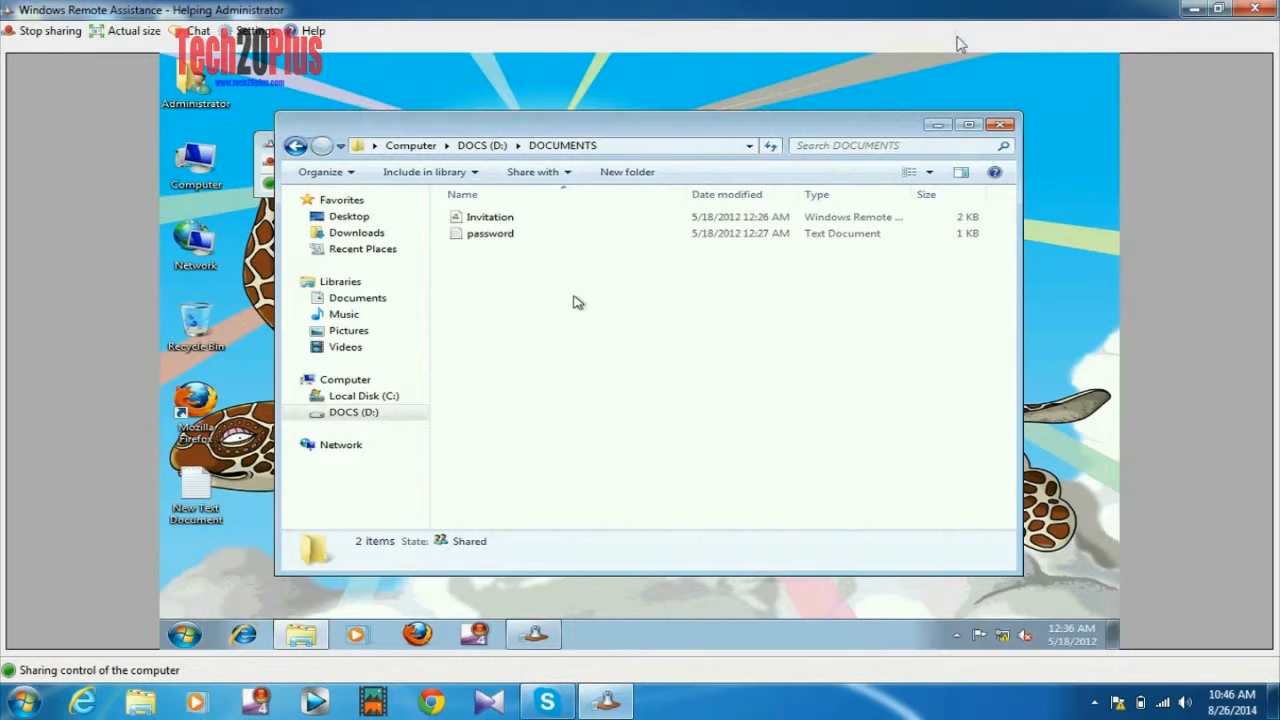 Windows Remote Assistance - Helping Administrator
Stop sharing Actual size Chat Settings Help
Tech20Plus
www.tech20plus.com
Administrator
Computer
Network
Recycle Bin
Mozilla
Firefox
New Text
Document
Computer DOCS (D:) DOCUMENTS Search DOCUMENTS
Organize Include in library Share with New folder
Name Date modified Type Size
Invitation 5/18/2012 12:26 AM Windows Remote ... 2 KB
password 5/18/2012 12:27 AM Text Document 1 KB
Favorites
Desktop
Downloads
Recent Places
Libraries
Documents
Music
Pictures
Videos
Computer
Local Disk (C:)
DOCS (D:)
Network
2 items State: Shared
12:36 AM
5/18/2012
Sharing control of the computer
10:46 AM
8/26/2014